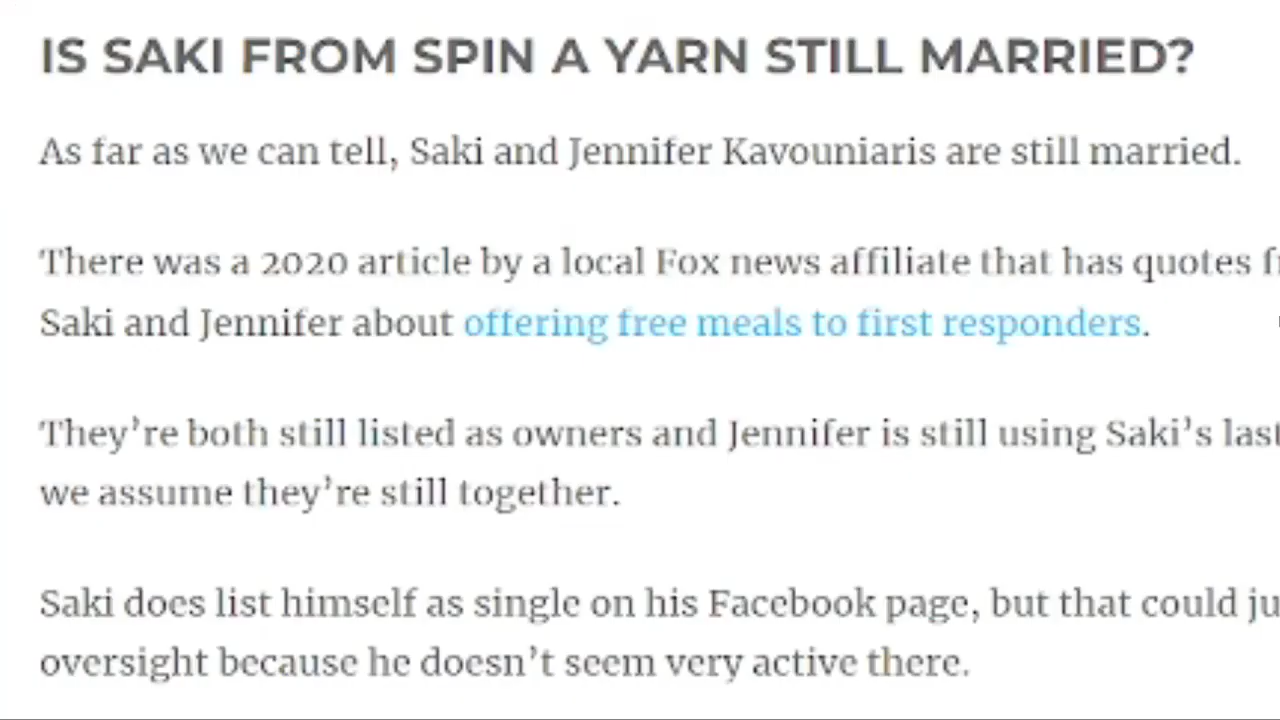 IS SAKI FROM SPIN A YARN STILL MARRIED?
As far as we can tell, Saki and Jennifer Kavouniaris are still married.
There was a 2020 article by a local Fox news affiliate that has quotes
Saki and Jennifer about offering free meals to first responders.
They’re both still listed as owners and Jennifer is still using Saki’s last
we assume they’re still together.
Saki does list himself as single on his Facebook page, but that could
oversight because he doesn’t seem very active there.